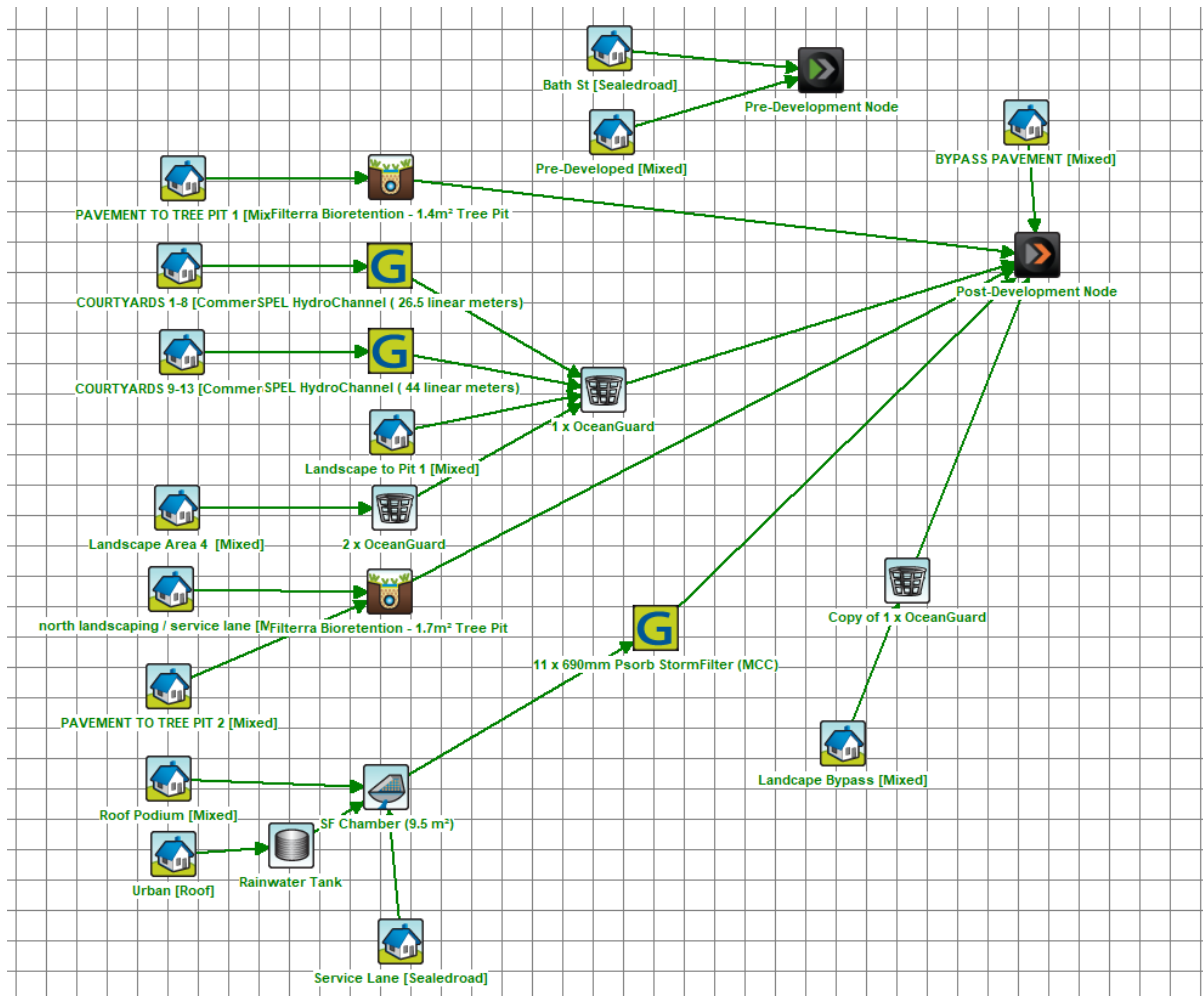 Bath St [Sealedroad]
Pre-Development Node
Pre-Developed [Mixed]
BYPASS PAVEMENT [Mixed]
PAVEMENT TO TREE PIT 1 [Mix
Filterra Bioretention - 1.4m² Tree Pit
COURTYARDS 1-8 [Commer
SPEL HydroChannel ( 26.5 linear meters)
Post-Development Node
COURTYARDS 9-13 [Commer
SPEL HydroChannel ( 44 linear meters)
1 x OceanGuard
Landscape to Pit 1 [Mixed]
Landscape Area 4 [Mixed]
2 x OceanGuard
north landscaping / service lane [M
Filterra Bioretention - 1.7m² Tree Pit
Copy of 1 x OceanGuard
11 x 690mm Psorb StormFilter (MCC)
PAVEMENT TO TREE PIT 2 [Mixed]
Landcape Bypass [Mixed]
Roof Podium [Mixed]
SF Chamber (9.5 m²)
Rainwater Tank
Urban [Roof]
Service Lane [Sealedroad]
G
G
G